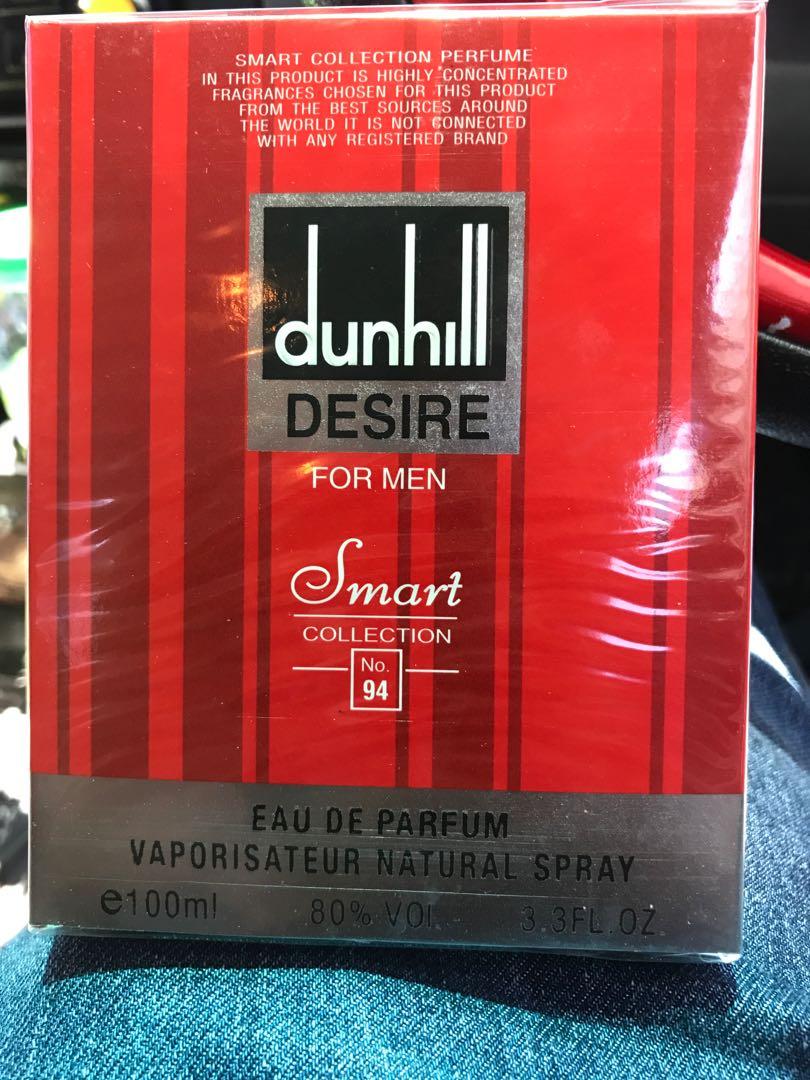 SMART COLLECTION PERFUME
IN THIS PRODUCT IS HIGHLY CONCENTRATED
FRAGRANCES CHOSEN FOR THIS PRODUCT
FROM THE BEST SOURCES AROUND
THE WORLD IT IS NOT CONNECTED
WITH ANY REGISTERED BRAND
dunhill
DESIRE
FOR MEN
Smart
COLLECTION
No.
94
EAU DE PARFUM
VAPORISATEUR NATURAL SPRAY
e100ml 80% VOL 3.3FL.OZ